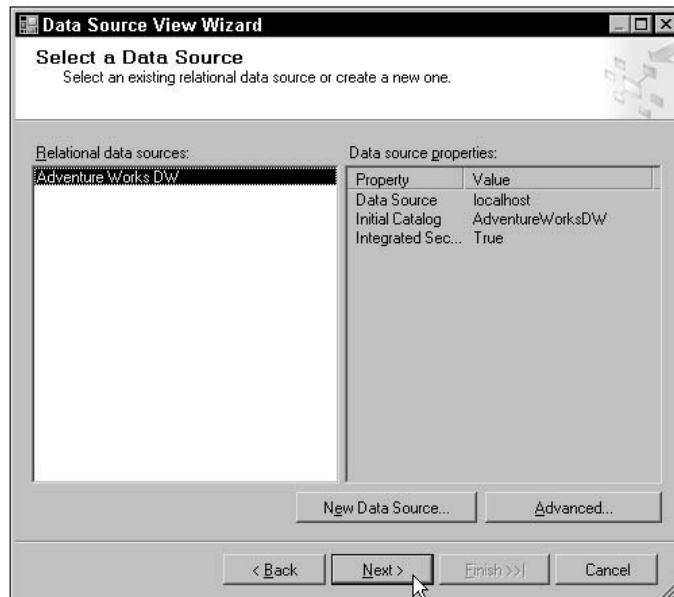 Data Source View Wizard
Select a Data Source
Select an existing relational data source or create a new one.
Relational data sources:
Adventure Works DW
Data source properties:
Property Value
Data Source localhost
Initial Catalog AdventureWorksDW
Integrated Sec... True
New Data Source...
Advanced...
< Back
Next >
Finish >>|
Cancel